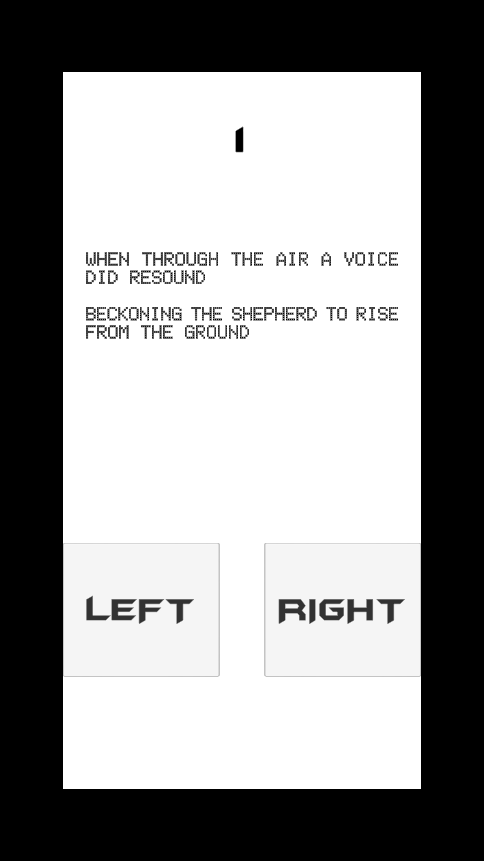 1
WHEN THROUGH THE AIR A VOICE
DID RESOUND
BECKONING THE SHEPHERD TO RISE
FROM THE GROUND
LEFT
RIGHT